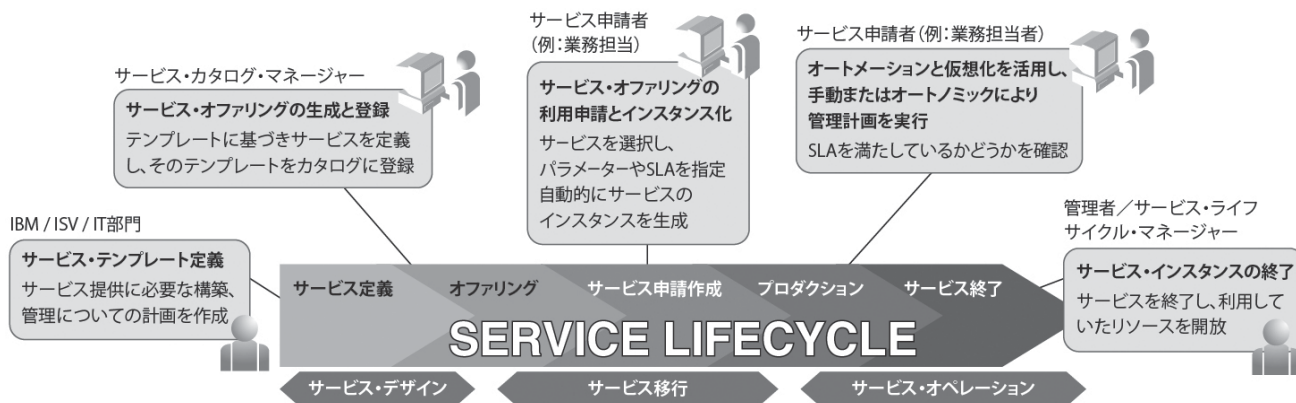 サービス・カタログ・マネージャー
サービス・オファリングの生成と登録
テンプレートに基づきサービスを定義
し、そのテンプレートをカタログに登録
サービス申請者
(例:業務担当)
サービス・オファリングの
利用申請とインスタンス化
サービスを選択し、
パラメーターやSLAを指定
自動的にサービスの
インスタンスを生成
サービス申請者(例:業務担当者)
オートメーションと仮想化を活用し、
手動またはオートノミックにより
管理計画を実行
SLAを満たしているかどうかを確認
IBM / ISV / IT部門
サービス・テンプレート定義
サービス提供に必要な構築、
管理についての計画を作成
管理者/サービス・ライフ
サイクル・マネージャー
サービス・インスタンスの終了
サービスを終了し、利用して
いたリソースを開放
サービス定義
オファリング
サービス申請作成
プロダクション
サービス終了
SERVICE LIFECYCLE
サービス・デザイン
サービス移行
サービス・オペレーション